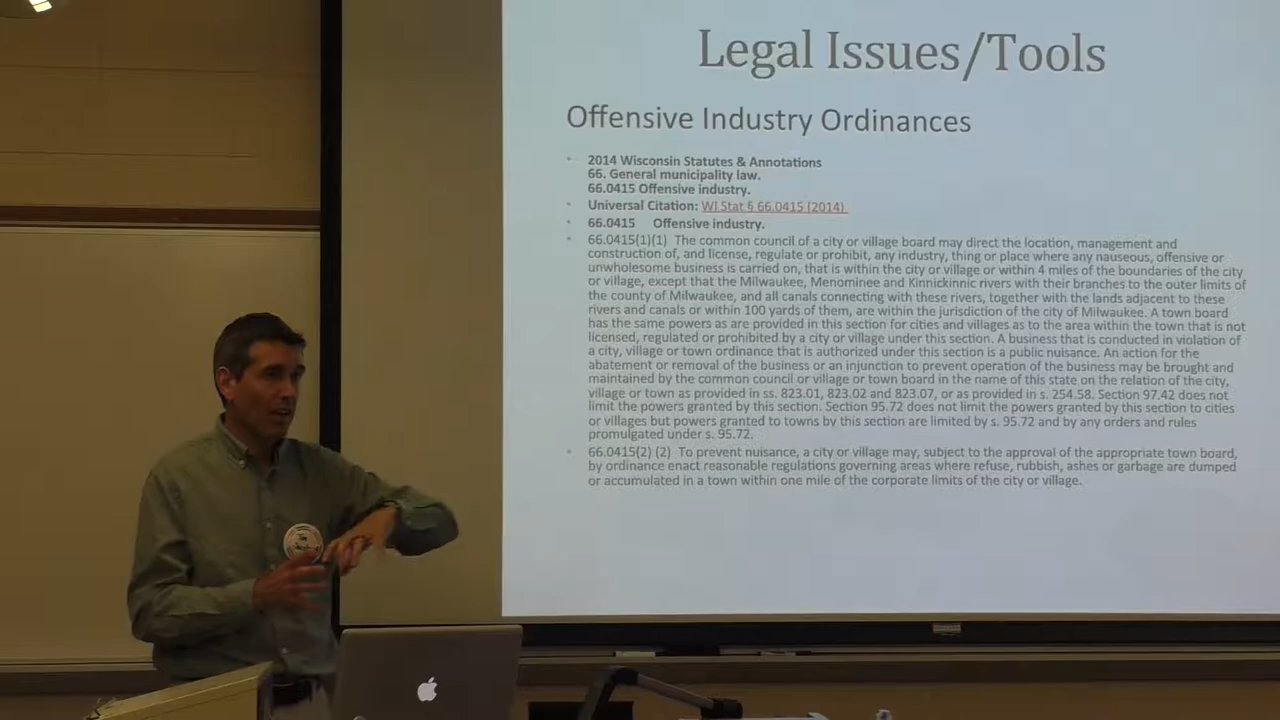 Legal Issues/Tools
Offensive Industry Ordinances
• 2014 Wisconsin Statutes & Annotations
66. General municipality law.
66.0415 Offensive industry.
• Universal Citation: WI Stat § 66.0415 (2014)
• 66.0415 Offensive industry.
• 66.0415(1)(1) The common council of a city or village board may direct the location, management and
construction of, and license, regulate or prohibit, any industry, thing or place where any nauseous, offensive or
unwholesome business is carried on, that is within the city or village or within 4 miles of the boundaries of the city
or village, except that the Milwaukee, Menominee and Kinnickinnic rivers with their branches to the outer limits of
the county of Milwaukee, and all canals connecting with these rivers, together with the lands adjacent to these
rivers and canals or within 100 yards of them, are within the jurisdiction of the city of Milwaukee. A town board
has the same powers as are provided in this section for cities and villages as to the area within the town that is not
licensed, regulated or prohibited by a city or village under this section. A business that is conducted in violation of
a city, village or town ordinance that is authorized under this section is a public nuisance. An action for the
abatement or removal of the business or an injunction to prevent operation of the business may be brought and
maintained by the common council or village or town board in the name of this state on the relation of the city,
village or town as provided in ss. 823.01, 823.02 and 823.07, or as provided in s. 254.58. Section 97.42 does not
limit the powers granted by this section. Section 95.72 does not limit the powers granted by this section to cities
or villages but powers granted to towns by this section are limited by s. 95.72 and by any orders and rules
promulgated under s. 95.72.
• 66.0415(2) (2) To prevent nuisance, a city or village may, subject to the approval of the appropriate town board,
by ordinance enact reasonable regulations governing areas where refuse, rubbish, ashes or garbage are dumped
or accumulated in a town within one mile of the corporate limits of the city or village.